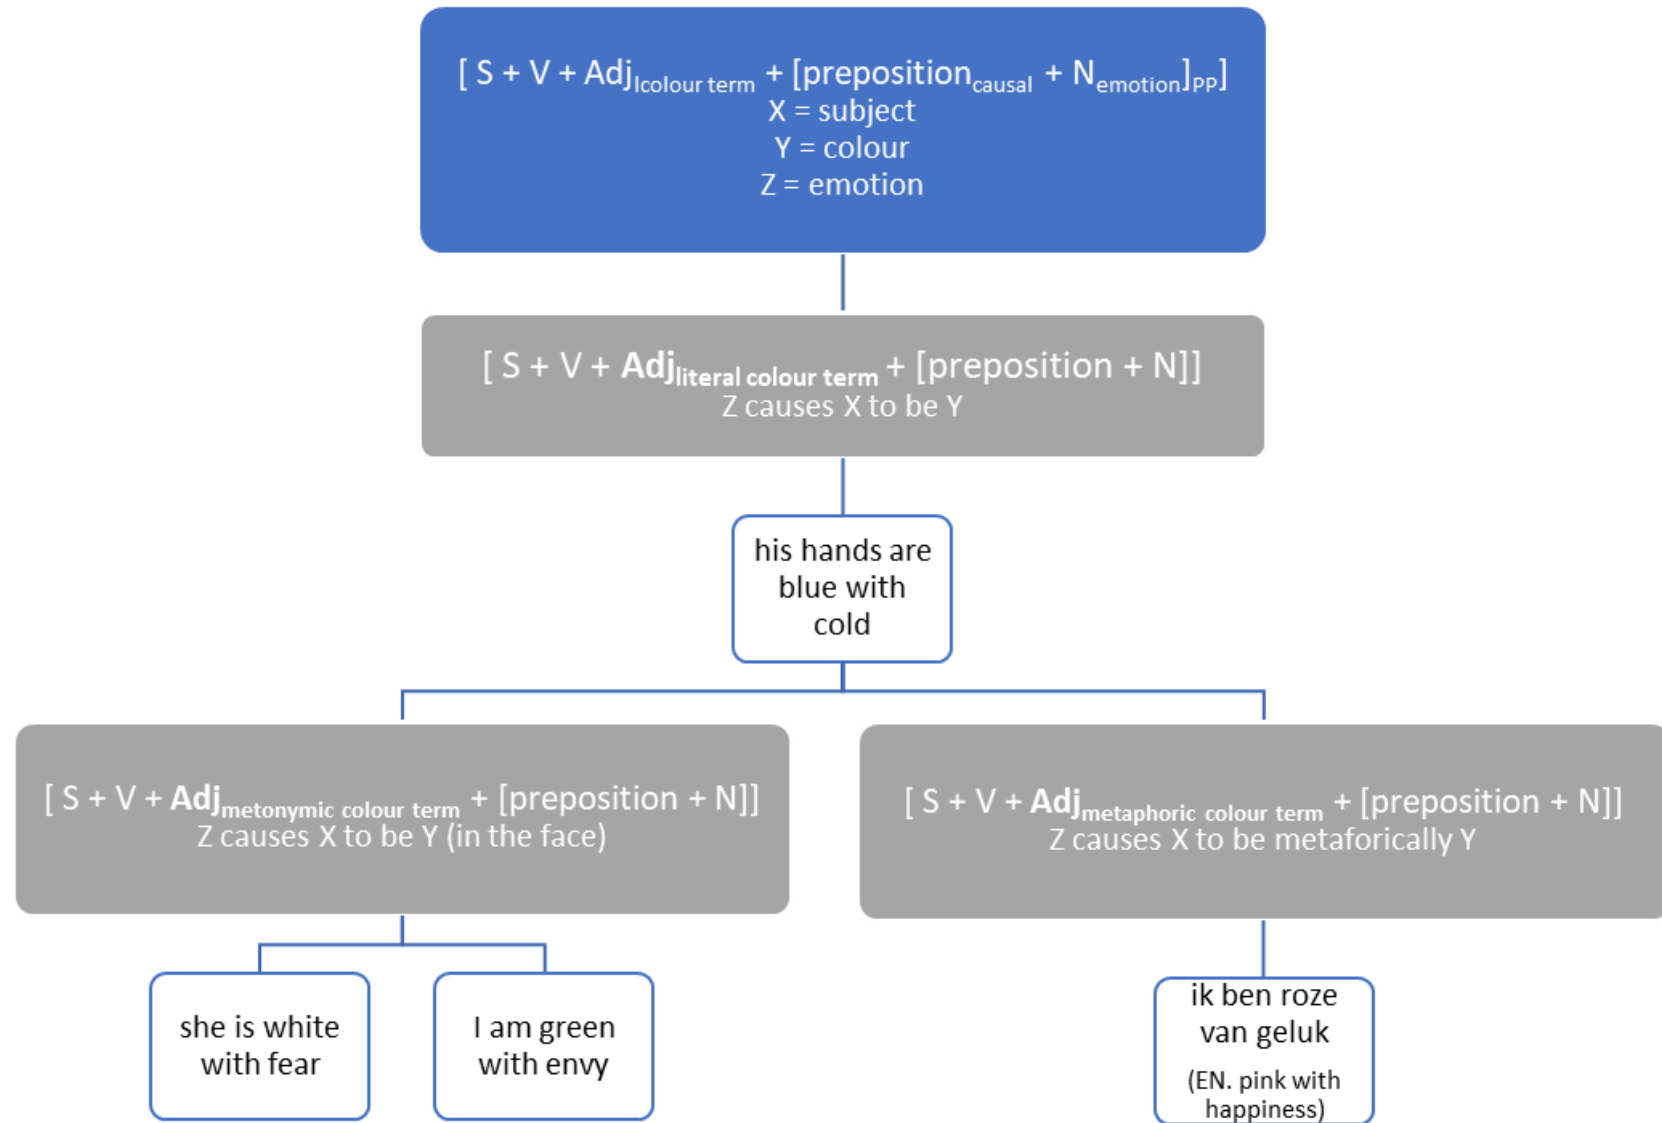 [ S + V + Adjlcolour term + [prepositioncausal + Nemotion]PP]
X = subject
Y = colour
Z = emotion
[ S + V + Adjliteral colour term + [preposition + N]]
Z causes X to be Y
his hands are
blue with
cold
[ S + V + Adjmetonymic colour term + [preposition + N]]
Z causes X to be Y (in the face)
[ S + V + Adjmetaphoric colour term + [preposition + N]]
Z causes X to be metaforically Y
she is white
with fear
I am green
with envy
ik ben roze
van geluk
(EN. pink with
happiness)